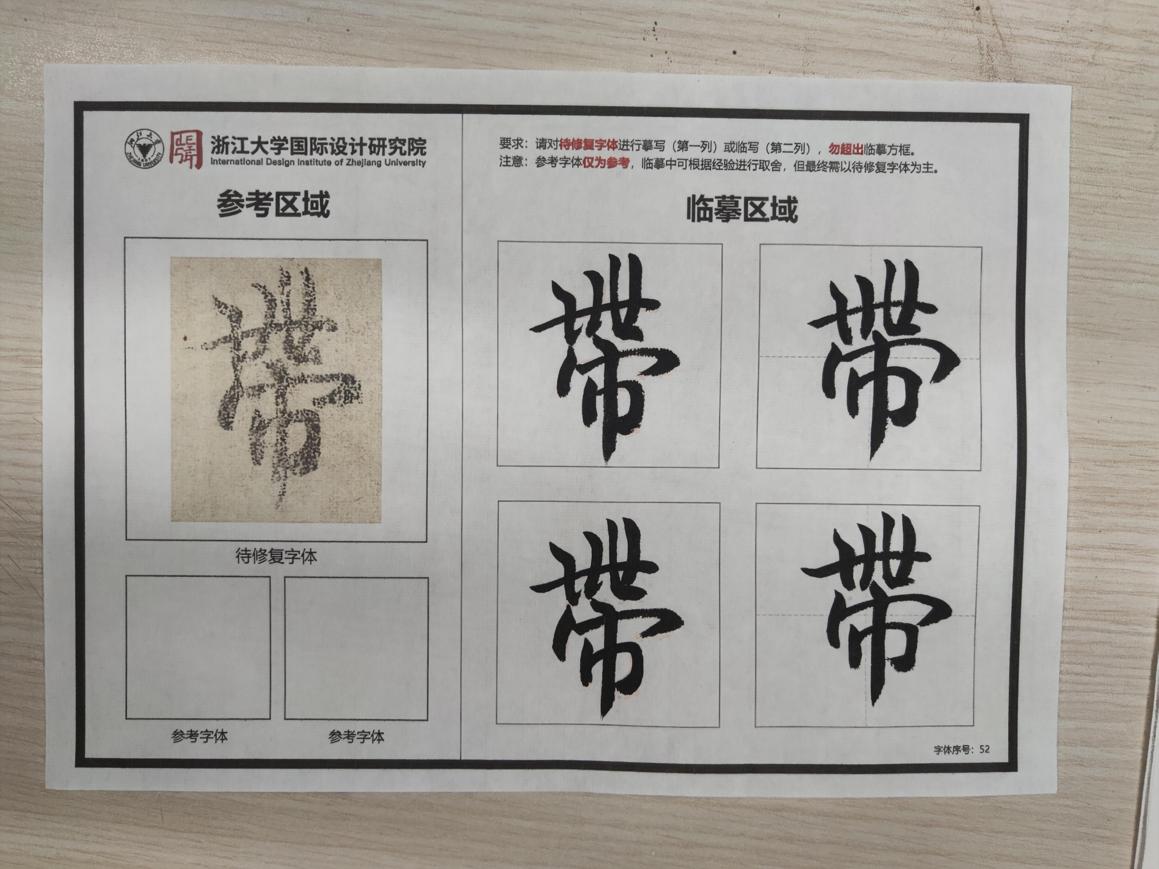 浙江大学国际设计研究院
International Design Institute of Zhejiang University
参考区域
帶
待修复字体
参考字体 参考字体
要求：请对待修复字体进行摹写（第一列）或临写（第二列），勿超出临摹方框。
注意：参考字体仅为参考，临摹中可根据经验进行取舍，但最终需以待修复字体为主。
临摹区域
帶 帶
帶 帶
字体序号：52